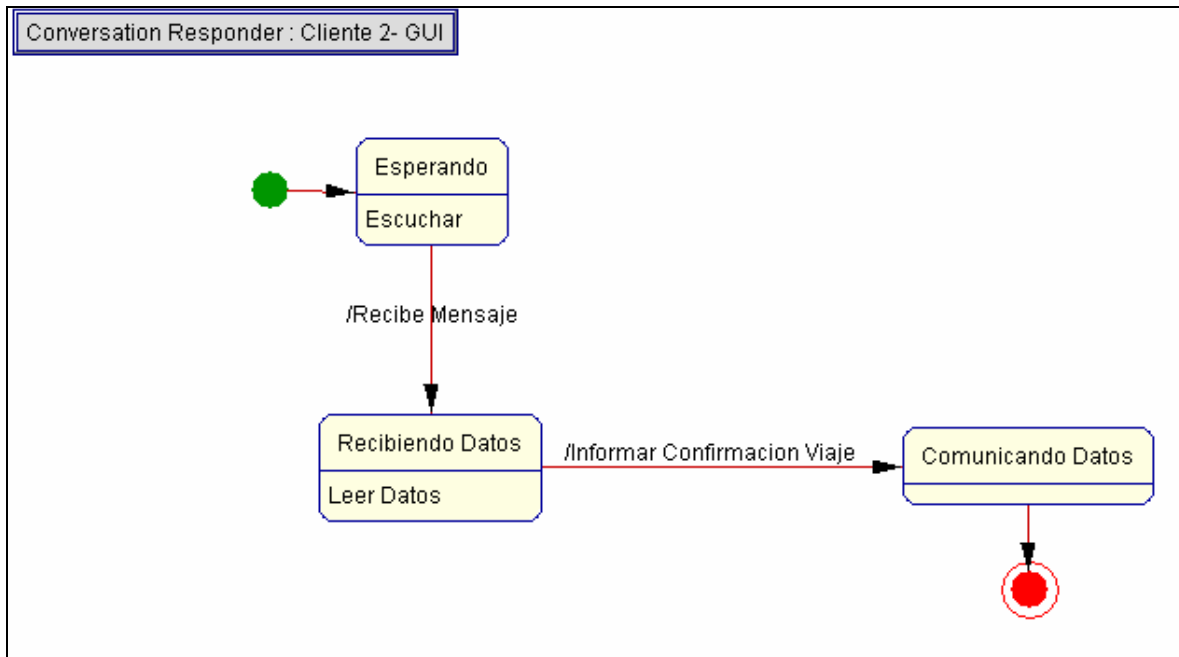 Conversation Responder : Cliente 2- GUI
Esperando
Escuchar
/Recibe Mensaje
Recibiendo Datos
Leer Datos
/Informar Confirmacion Viaje
Comunicando Datos